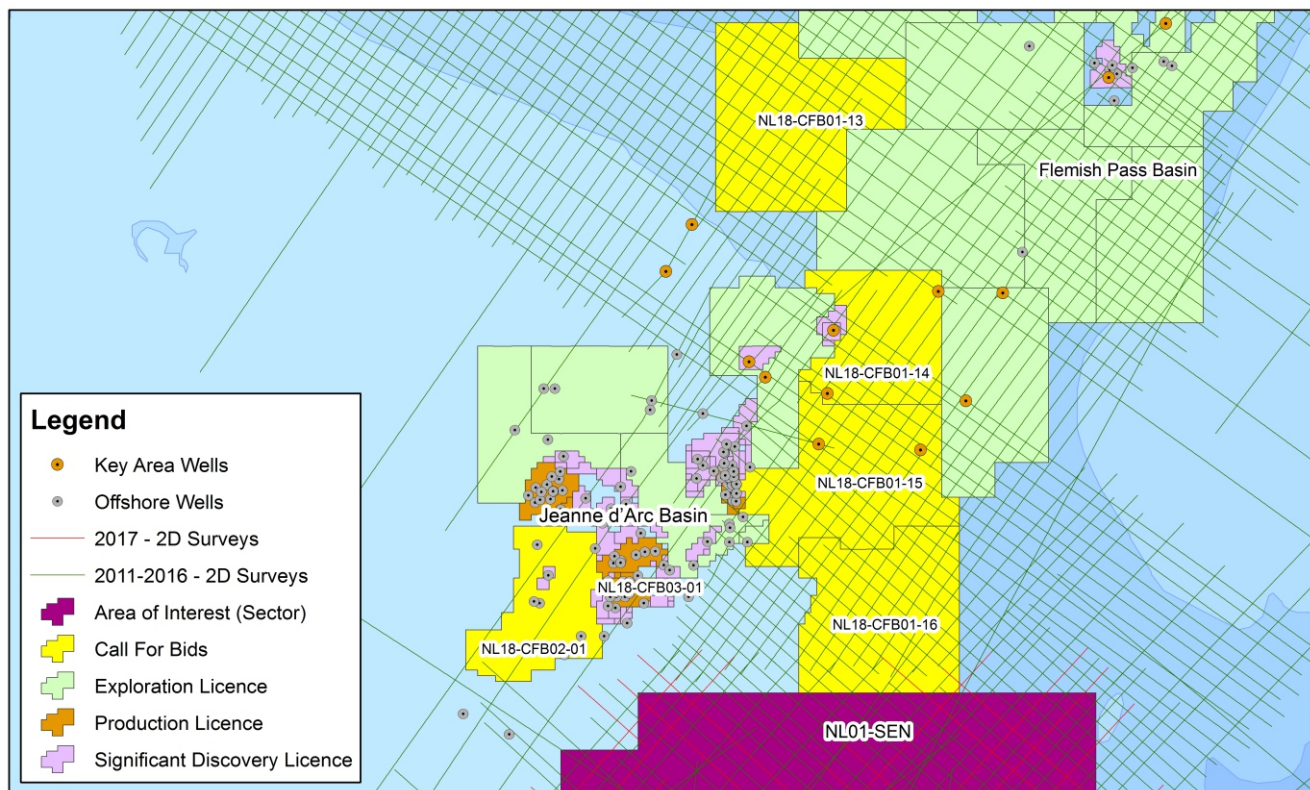 NL18-CFB01-13
Flemish Pass Basin
NL18-CFB01-14
NL18-CFB01-15
Jeanne d'Arc Basin
NL18-CFB03-01
NL18-CFB01-16
NL18-CFB02-01
NL01-SEN
Legend
Key Area Wells
Offshore Wells
2017 - 2D Surveys
2011-2016 - 2D Surveys
Area of Interest (Sector)
Call For Bids
Exploration Licence
Production Licence
Significant Discovery Licence